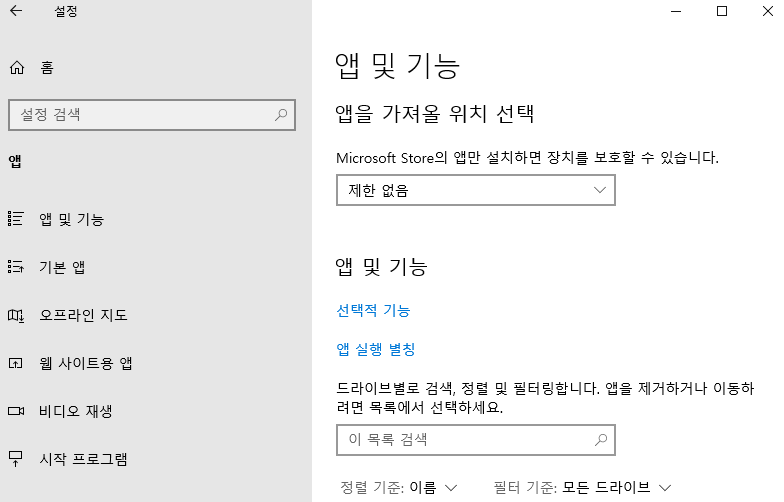 설정
홈
설정 검색
앱
앱 및 기능
기본 앱
오프라인 지도
웹 사이트용 앱
비디오 재생
시작 프로그램
앱 및 기능
앱을 가져올 위치 선택
Microsoft Store의 앱만 설치하면 장치를 보호할 수 있습니다.
제한 없음
앱 및 기능
선택적 기능
앱 실행 별칭
드라이브별로 검색, 정렬 및 필터링합니다. 앱을 제거하거나 이동하
려면 목록에서 선택하세요.
이 목록 검색
정렬 기준: 이름 필터 기준: 모든 드라이브